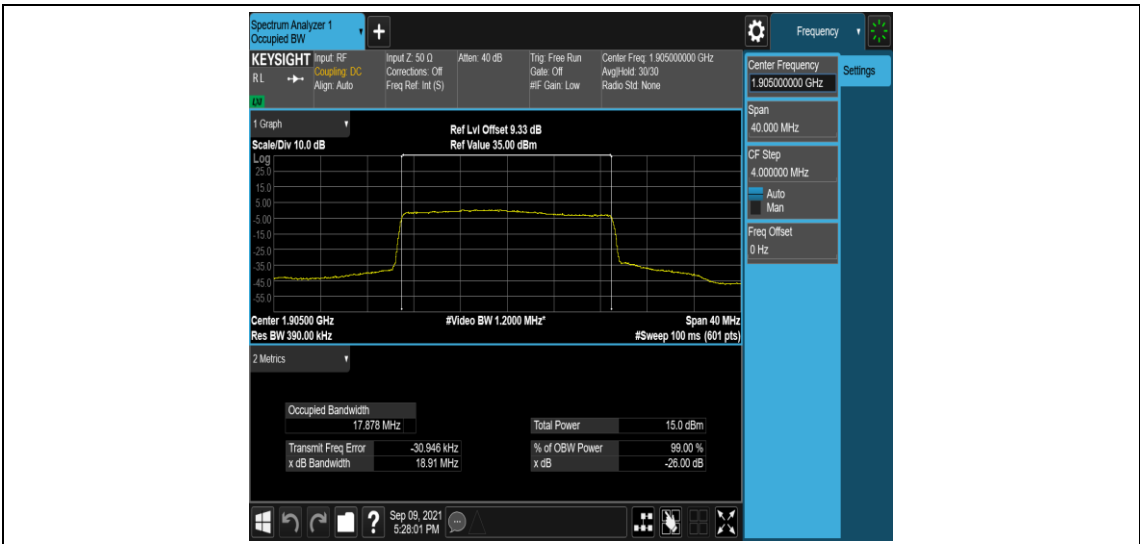 Spectrum Analyzer 1
Occupied BW
+
Frequency
KEYSIGHT
RL
LXI
Input: RF
Coupling: DC
Align: Auto
Input Z: 50 Ω
Corrections: Off
Freq Ref: Int (S)
Atten: 40 dB
Trig: Free Run
Gate: Off
#IF Gain: Low
Center Freq: 1.905000000 GHz
Avg|Hold: 30/30
Radio Std: None
Center Frequency
1.905000000 GHz
Settings
Span
40.000 MHz
CF Step
4.000000 MHz
Auto
Man
Freq Offset
0 Hz
1 Graph
Scale/Div 10.0 dB
Ref Lvl Offset 9.33 dB
Ref Value 35.00 dBm
Log
25.0
15.0
5.00
-5.00
-15.0
-25.0
-35.0
-45.0
-55.0
Center 1.90500 GHz
Res BW 390.00 kHz
#Video BW 1.2000 MHz*
Span 40 MHz
#Sweep 100 ms (601 pts)
2 Metrics
Occupied Bandwidth
17.878 MHz
Transmit Freq Error -30.946 kHz
x dB Bandwidth 18.91 MHz
Total Power 15.0 dBm
% of OBW Power 99.00 %
x dB -26.00 dB
?
Sep 09, 2021
5:28:01 PM